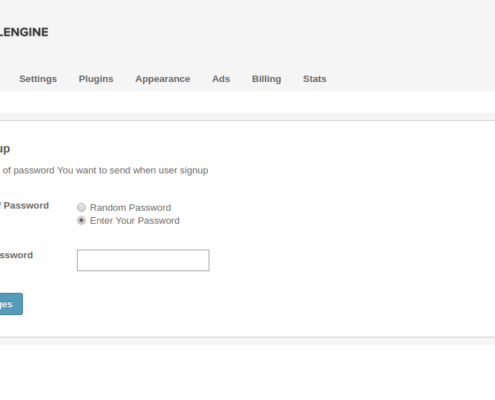 LENGINE
Settings Plugins Appearance Ads Billing Stats
up
of password You want to send when user signup
Password
Random Password
Enter Your Password
ssword
ges